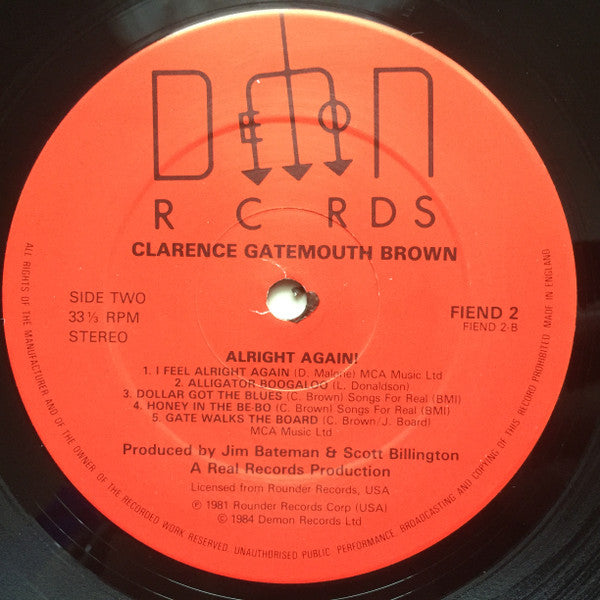 DEMON
RECORDS
CLARENCE GATEMOUTH BROWN
SIDE TWO
33⅓ RPM
STEREO
FIEND 2
FIEND 2-B
ALRIGHT AGAIN!
1. I FEEL ALRIGHT AGAIN (D. Malone) MCA Music Ltd
2. ALLIGATOR BOOGALOO (L. Donaldson)
3. DOLLAR GOT THE BLUES (C. Brown) Songs For Real (BMI)
4. HONEY IN THE BE-BO (C. Brown) Songs For Real (BMI)
5. GATE WALKS THE BOARD (C. Brown/J. Board)
MCA Music Ltd
Produced by Jim Bateman & Scott Billington
A Real Records Production
Licensed from Rounder Records, USA
℗ 1981 Rounder Records Corp (USA)
© 1984 Demon Records Ltd
ALL RIGHTS OF THE MANUFACTURER AND OF THE OWNER OF THE RECORDED WORK RESERVED. UNAUTHORISED PUBLIC PERFORMANCE, BROADCASTING AND COPYING OF THIS RECORD PROHIBITED MADE IN ENGLAND